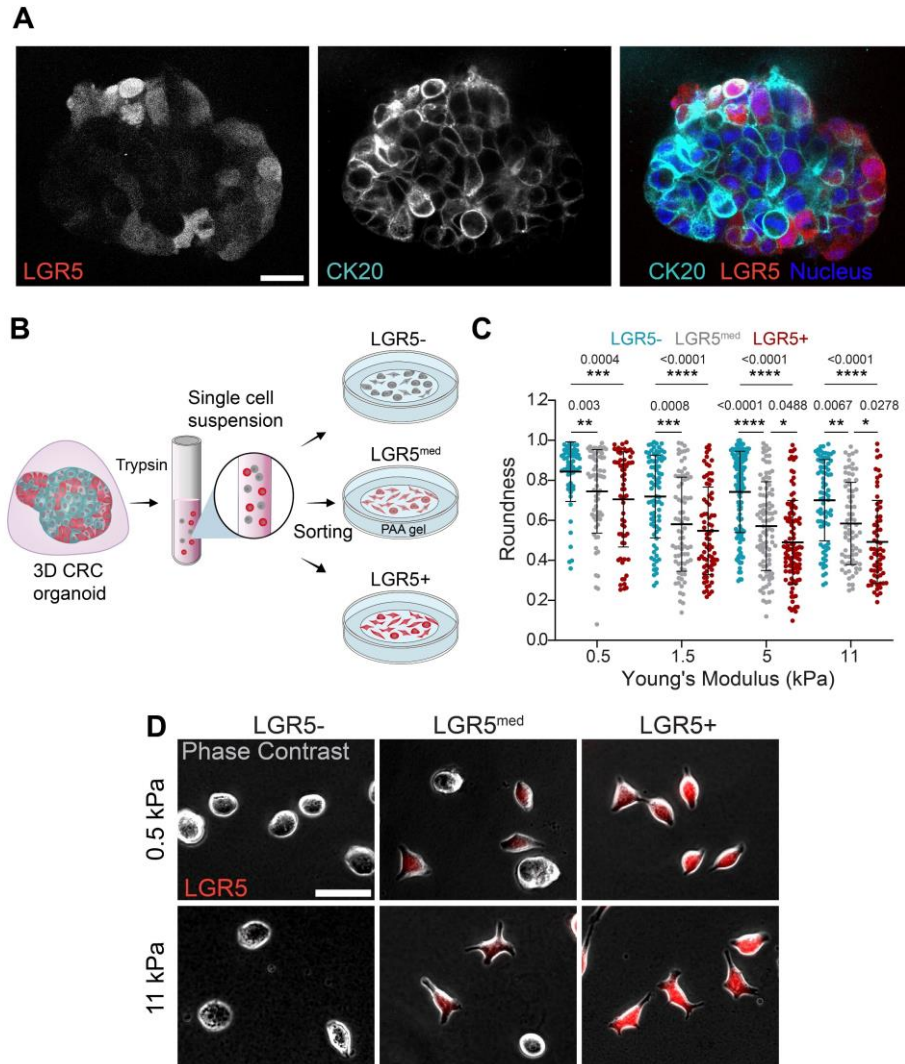 A
LGR5
CK20
CK20 LGR5 Nucleus
B
3D CRC
organoid
Trypsin
Single cell
suspension
Sorting
LGR5-
LGR5med
PAA gel
LGR5+
C
LGR5- LGR5med LGR5+
0.0004 <0.0001 <0.0001 <0.0001
*** **** **** ****
0.003 0.0008 <0.0001 0.0488 0.0067 0.0278
** *** **** * ** *
Roundness
1.2
1.0
0.8
0.6
0.4
0.2
0.0
0.5 1.5 5 11
Young's Modulus (kPa)
D
LGR5- LGR5med LGR5+
Phase Contrast
0.5 kPa
LGR5
11 kPa